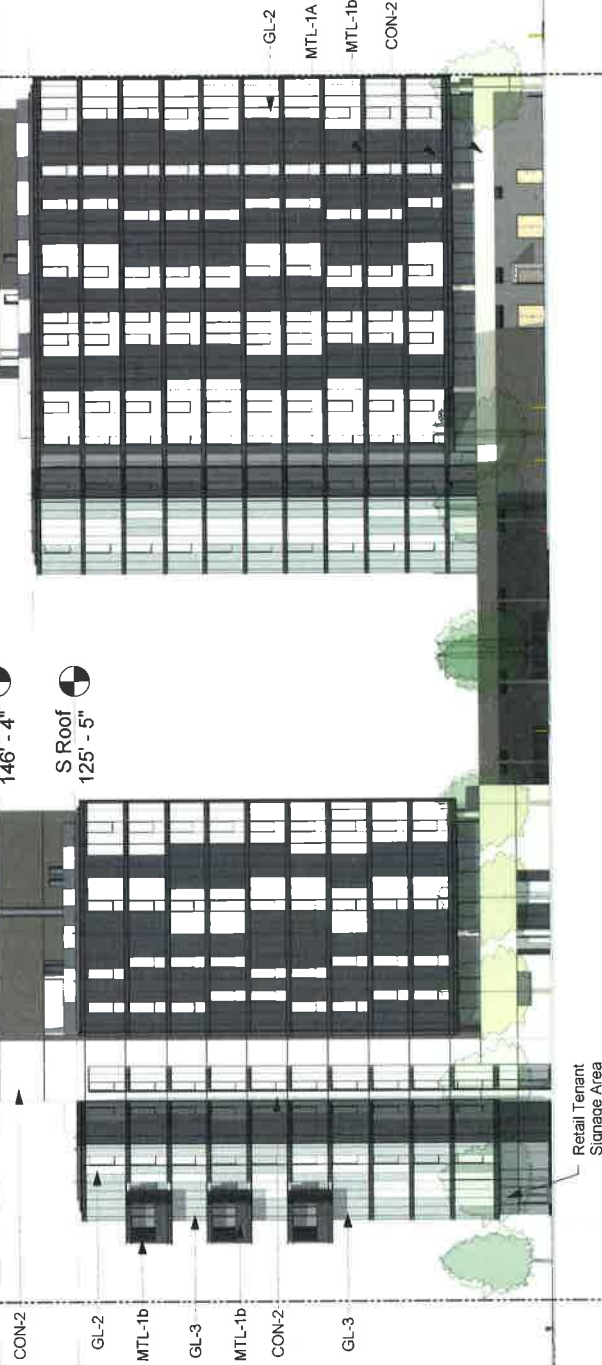 GL-2
MTL-1A
MTL-1b
CON-2
146' - 4"
S Roof
125' - 5"
CON-2
GL-2
MTL-1b
GL-3
MTL-1b
CON-2
GL-3
Retail Tenant
Signage Area